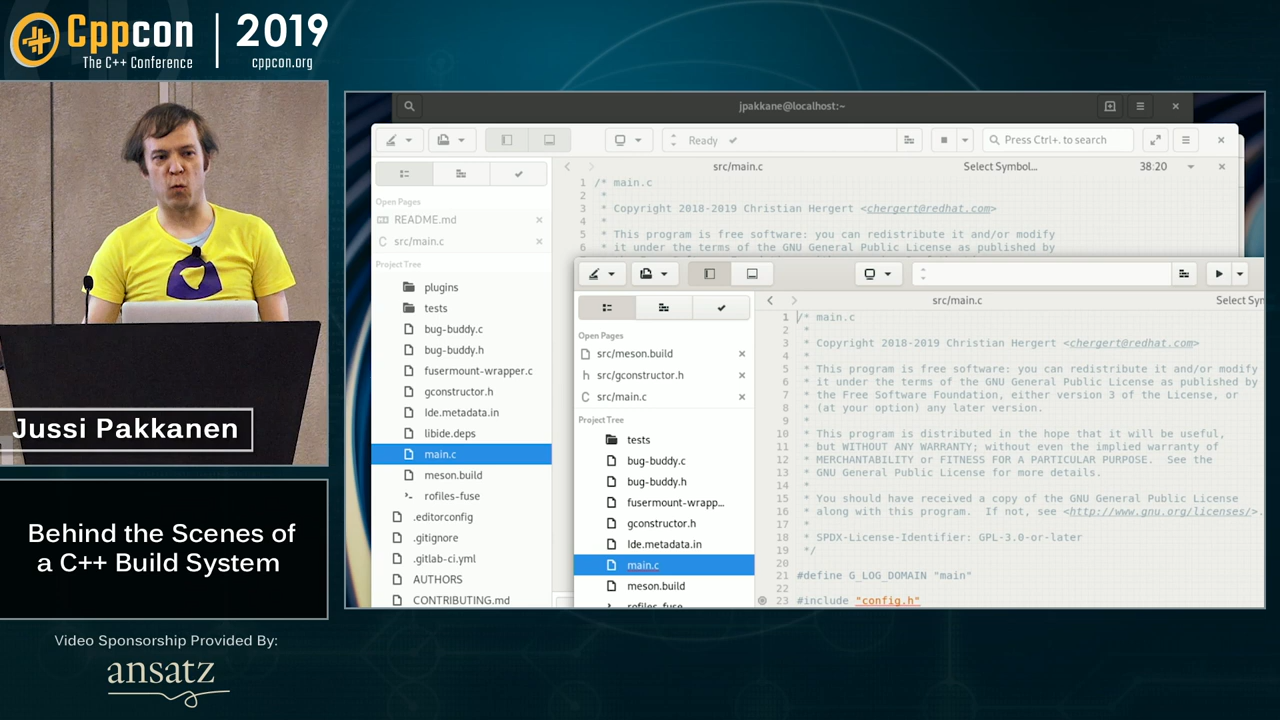 Cppcon
The C++ Conference
2019
cppcon.org
Jussi Pakkanen
Behind the Scenes of
a C++ Build System
Video Sponsorship Provided By:
ansatz
jpakkane@localhost:~
Ready
Press Ctrl+. to search
src/main.c
Select Symbol...
38:20
Open Pages
README.md
src/main.c
Project Tree
plugins
tests
bug-buddy.c
bug-buddy.h
fusermount-wrapper.c
gconstructor.h
lde.metadata.in
libide.deps
main.c
meson.build
rofiles-fuse
.editorconfig
.gitignore
.gitlab-ci.yml
AUTHORS
CONTRIBUTING.md
1 /* main.c
2 *
3 * Copyright 2018-2019 Christian Hergert <chergert@redhat.com>
4 *
5 * This program is free software: you can redistribute it and/or modify
6 * it under the terms of the GNU General Public License as published by
src/main.c
Select Sym
Open Pages
src/meson.build
h src/gconstructor.h
C src/main.c
Project Tree
tests
bug-buddy.c
bug-buddy.h
fusermount-wrapp...
gconstructor.h
lde.metadata.in
main.c
meson.build
rofiles-fuse
1 /* main.c
2 *
3 * Copyright 2018-2019 Christian Hergert <chergert@redhat.com>
4 *
5 * This program is free software: you can redistribute it and/or modify
6 * it under the terms of the GNU General Public License as published by
7 * the Free Software Foundation, either version 3 of the License, or
8 * (at your option) any later version.
9 *
10 * This program is distributed in the hope that it will be useful,
11 * but WITHOUT ANY WARRANTY; without even the implied warranty of
12 * MERCHANTABILITY or FITNESS FOR A PARTICULAR PURPOSE. See the
13 * GNU General Public License for more details.
14 *
15 * You should have received a copy of the GNU General Public License
16 * along with this program. If not, see <http://www.gnu.org/licenses/>.
17 *
18 * SPDX-License-Identifier: GPL-3.0-or-later
19 */
20
21 #define G_LOG_DOMAIN "main"
22
23 #include "config.h"